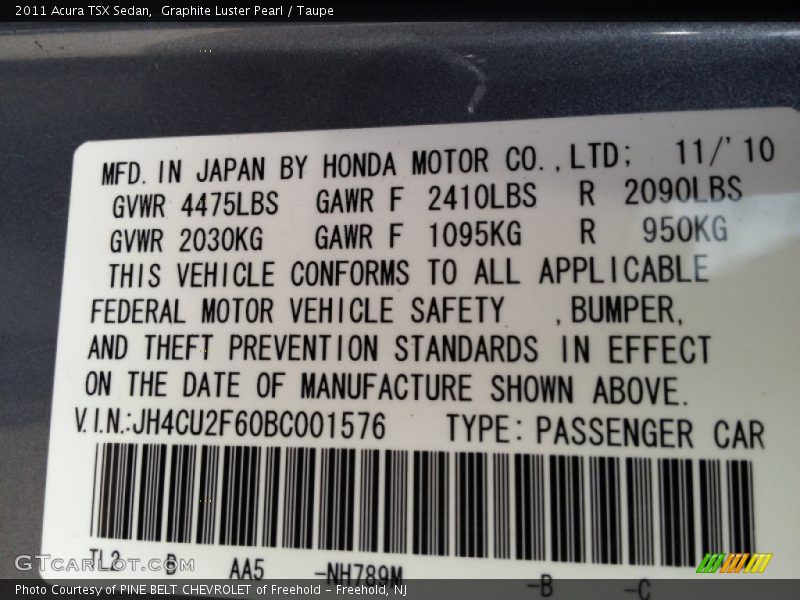 2011 Acura TSX Sedan, Graphite Luster Pearl / Taupe
MFD. IN JAPAN BY HONDA MOTOR CO., LTD; 11/'10
GVWR 4475LBS GAWR F 2410LBS R 2090LBS
GVWR 2030KG GAWR F 1095KG R 950KG
THIS VEHICLE CONFORMS TO ALL APPLICABLE
FEDERAL MOTOR VEHICLE SAFETY , BUMPER,
AND THEFT PREVENTION STANDARDS IN EFFECT
ON THE DATE OF MANUFACTURE SHOWN ABOVE.
V.I.N.:JH4CU2F60BC001576 TYPE: PASSENGER CAR
TL2 B AA5 -NH789M -B -C
GTcarlot.com
Photo Courtesy of PINE BELT CHEVROLET of Freehold - Freehold, NJ